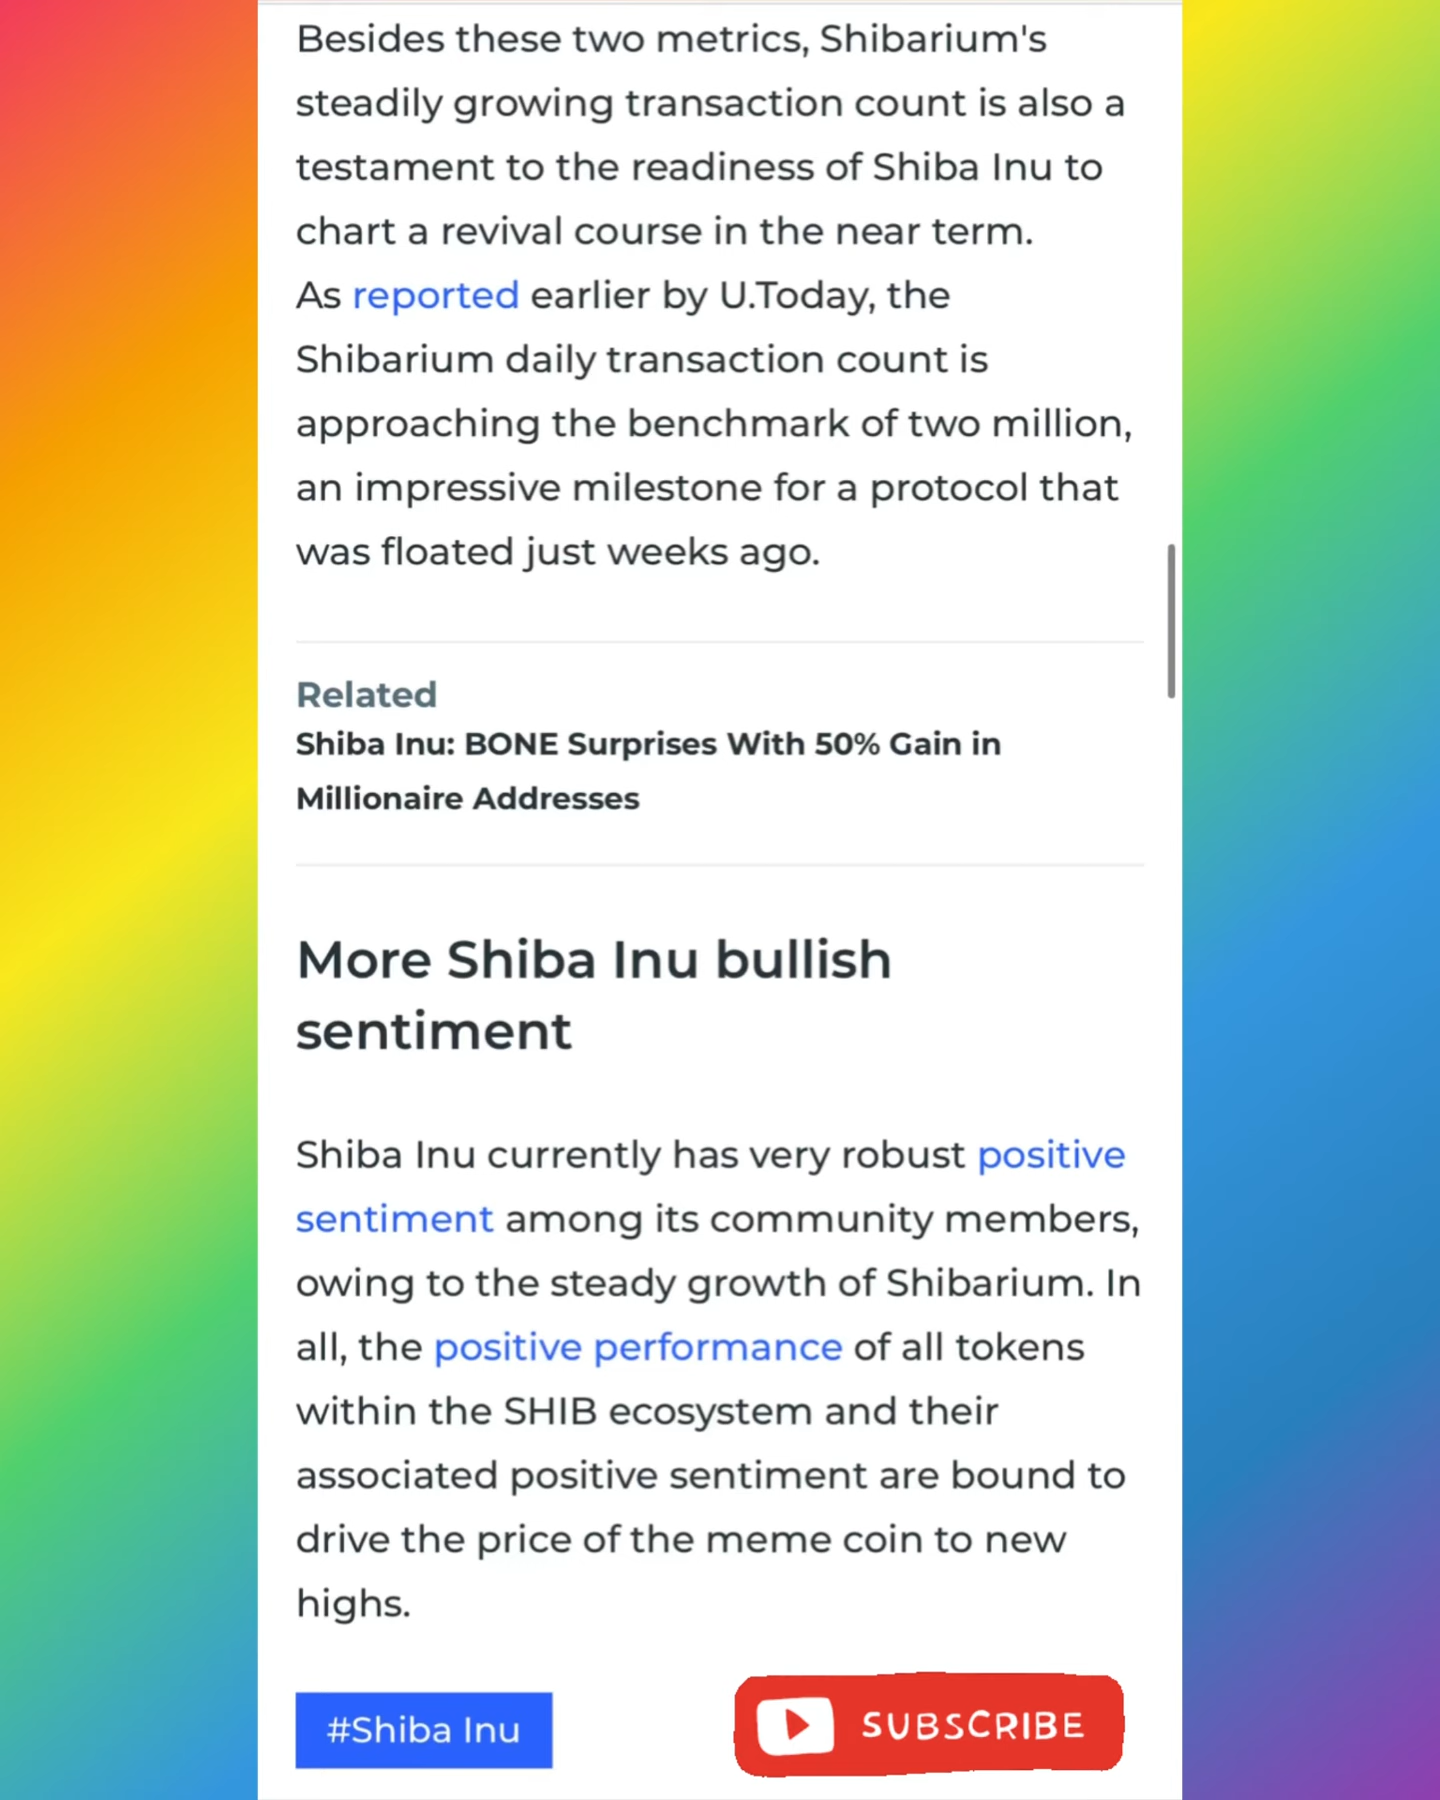 Besides these two metrics, Shibarium's
steadily growing transaction count is also a
testament to the readiness of Shiba Inu to
chart a revival course in the near term.
As reported earlier by U.Today, the
Shibarium daily transaction count is
approaching the benchmark of two million,
an impressive milestone for a protocol that
was floated just weeks ago.
Related
Shiba Inu: BONE Surprises With 50% Gain in
Millionaire Addresses
More Shiba Inu bullish
sentiment
Shiba Inu currently has very robust positive
sentiment among its community members,
owing to the steady growth of Shibarium. In
all, the positive performance of all tokens
within the SHIB ecosystem and their
associated positive sentiment are bound to
drive the price of the meme coin to new
highs.
#Shiba Inu
SUBSCRIBE